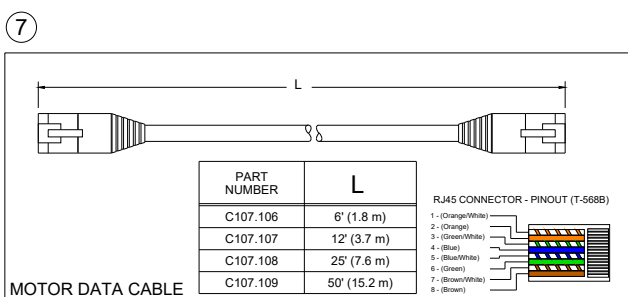 7
L
PART NUMBER L
C107.106 6' (1.8 m)
C107.107 12' (3.7 m)
C107.108 25' (7.6 m)
C107.109 50' (15.2 m)
RJ45 CONNECTOR - PINOUT (T-568B)
1 - (Orange/White)
2 - (Orange)
3 - (Green/White)
4 - (Blue)
5 - (Blue/White)
6 - (Green)
7 - (Brown/White)
8 - (Brown)
MOTOR DATA CABLE